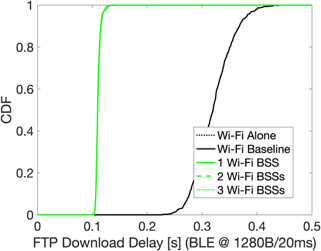 1
0.8
0.6
0.4
0.2
0
CDF
Wi-Fi Alone
Wi-Fi Baseline
1 Wi-Fi BSS
2 Wi-Fi BSSs
3 Wi-Fi BSSs
0 0.1 0.2 0.3 0.4 0.5
FTP Download Delay [s] (BLE @ 1280B/20ms)